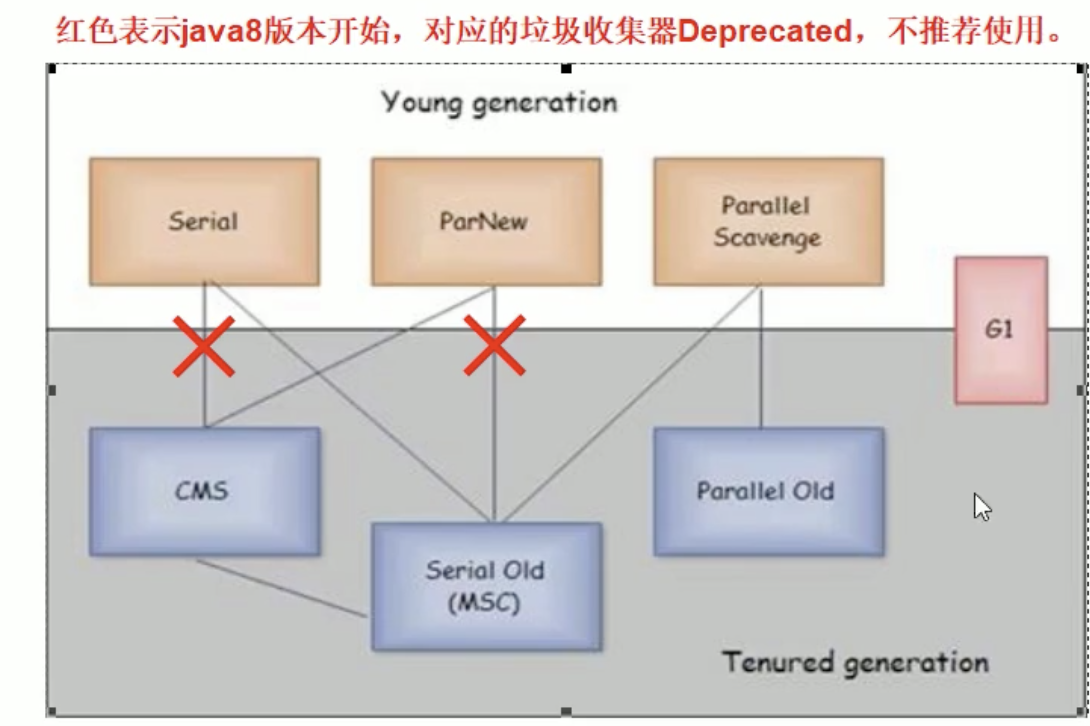 红色表示java8版本开始，对应的垃圾收集器Deprecated，不推荐使用。
Young generation
Serial
ParNew
Parallel
Scavenge
G1
CMS
Parallel Old
Serial Old
(MSC)
Tenured generation